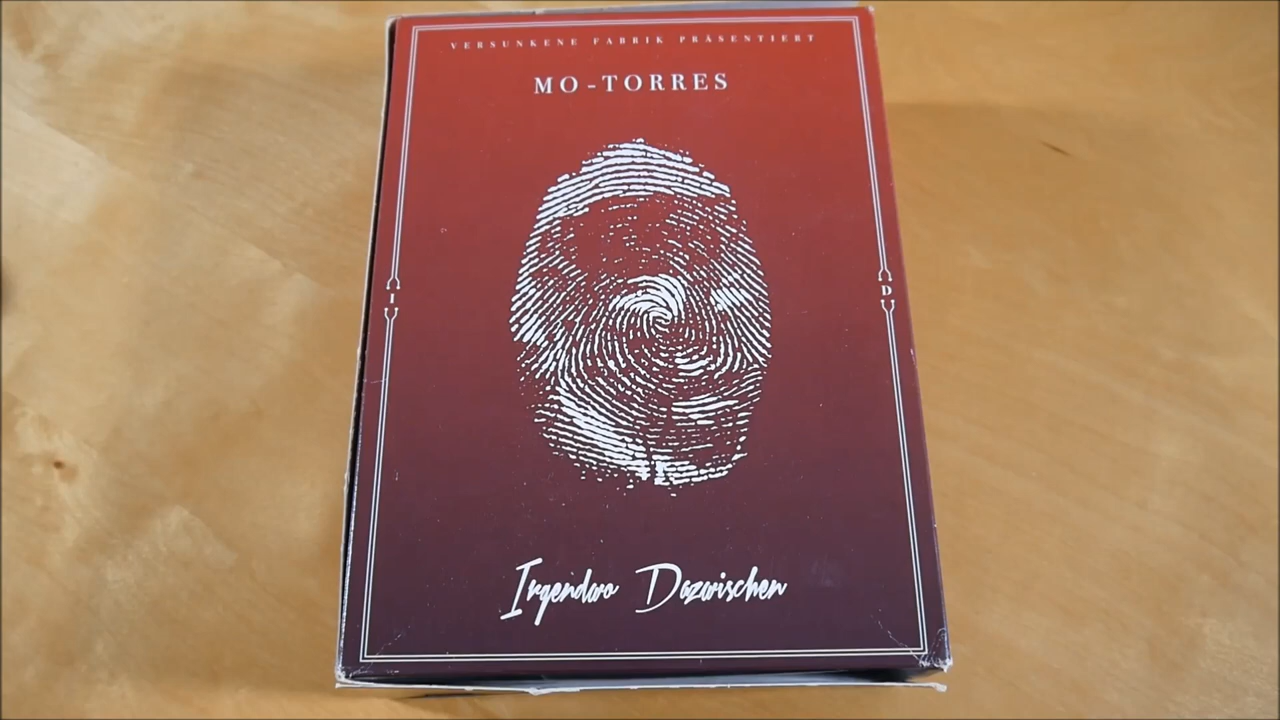 VERSUNKENE FABRIK PRÄSENTIERT
MO-TORRES
I
D
Irgendwo Dazwischen